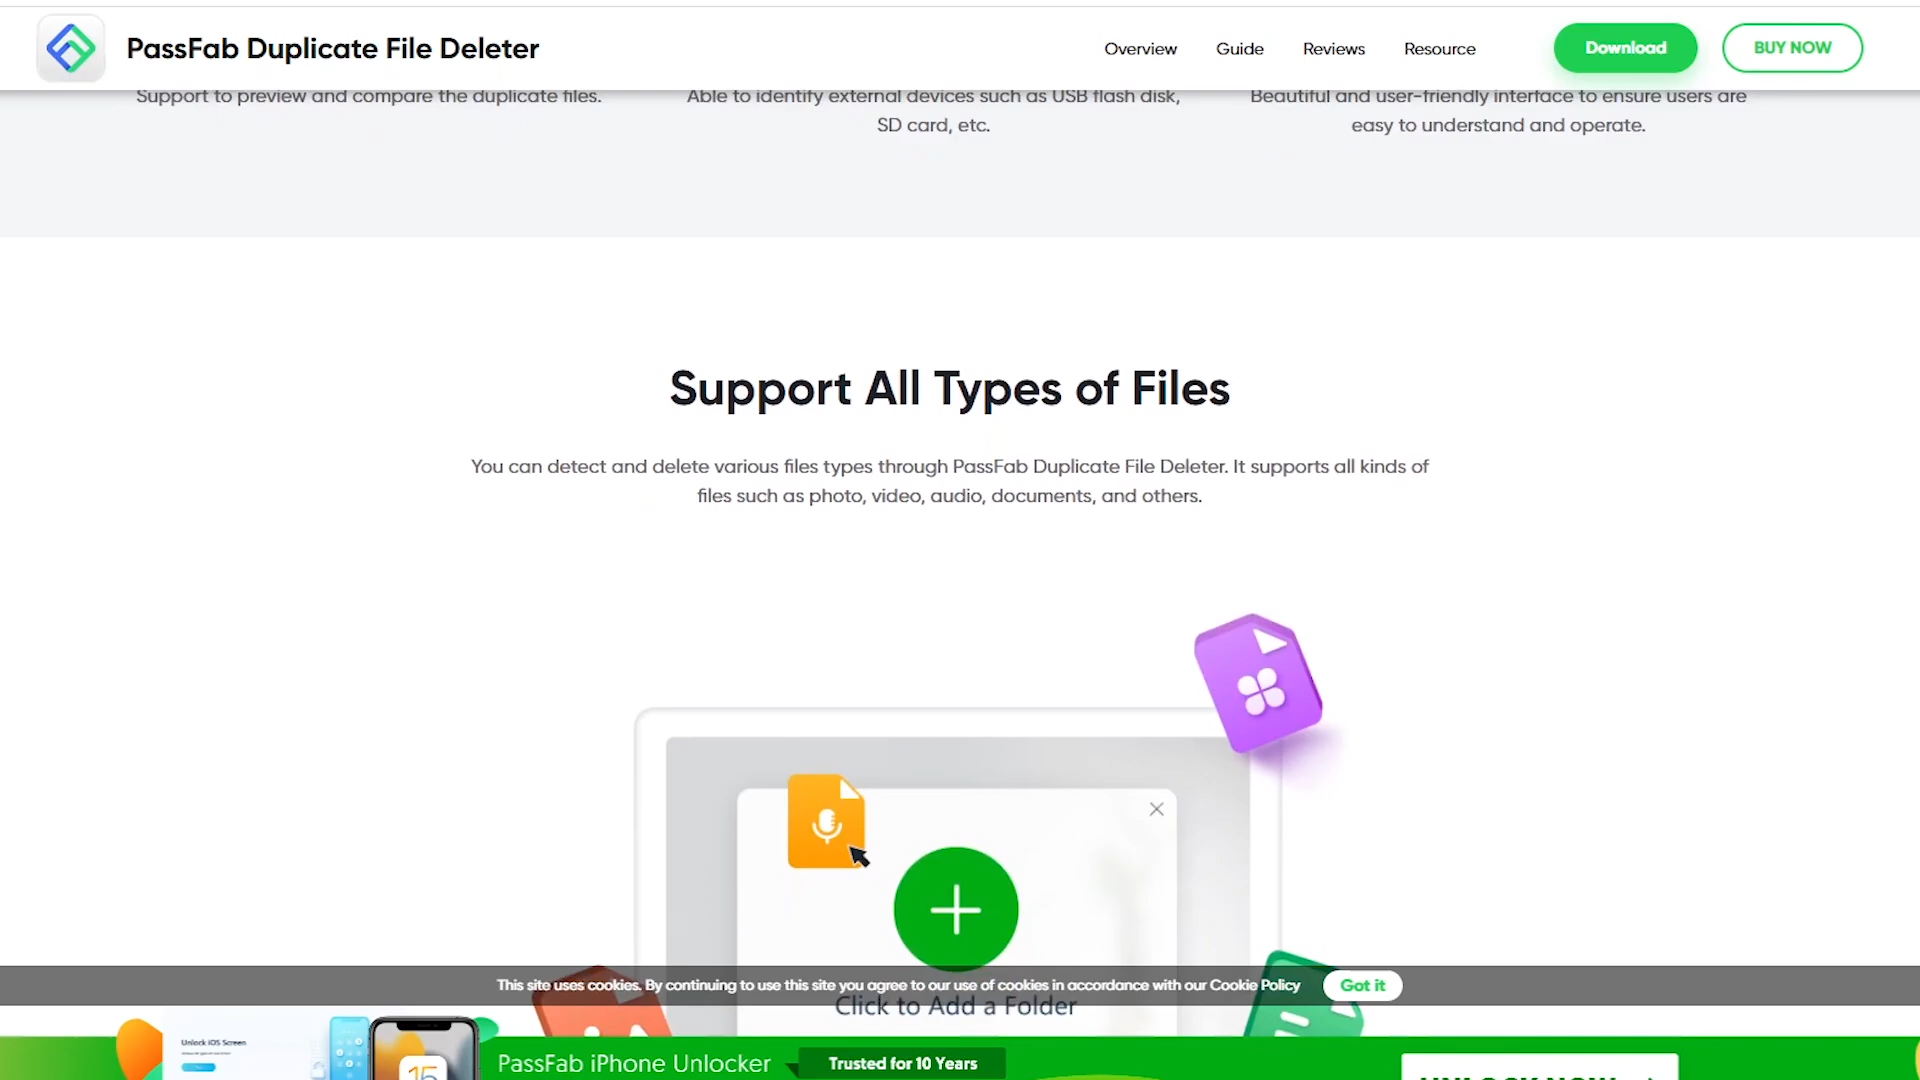 PassFab Duplicate File Deleter
Overview
Guide
Reviews
Resource
Download
BUY NOW
Support to preview and compare the duplicate files.
Able to identify external devices such as USB flash disk,
SD card, etc.
Beautiful and user-friendly interface to ensure users are
easy to understand and operate.
Support All Types of Files
You can detect and delete various files types through PassFab Duplicate File Deleter. It supports all kinds of
files such as photo, video, audio, documents, and others.
This site uses cookies. By continuing to use this site you agree to our use of cookies in accordance with our Cookie Policy
Got it
Click to Add a Folder
Unlock iOS Screen
15
PassFab iPhone Unlocker
Trusted for 10 Years
UNLOCK NOW